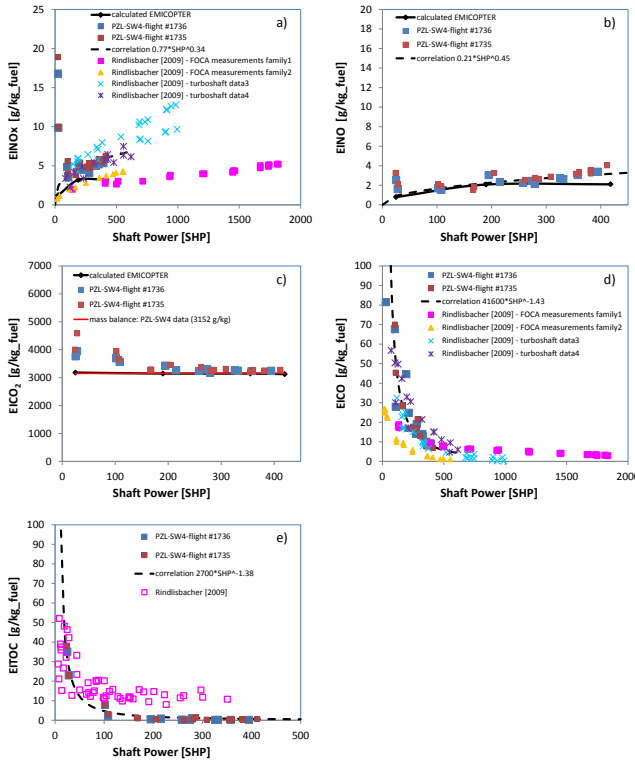 a)
calculated EMICOPTER
PZL-SW4-flight #1736
PZL-SW4-flight #1735
correlation 0.77*SHP^0.34
Rindlisbacher [2009] - FOCA measurements family1
Rindlisbacher [2009] - FOCA measurements family2
Rindlisbacher [2009] - turboshaft data3
Rindlisbacher [2009] - turboshaft data4
EINOx [g/kg_fuel]
25
20
15
10
5
0
0 500 1000 1500 2000
Shaft Power [SHP]
b)
calculated EMICOPTER
PZL-SW4-flight #1736
PZL-SW4-flight #1735
correlation 0.21*SHP^0.45
EINO [g/kg_fuel]
20
18
16
14
12
10
8
6
4
2
0
0 100 200 300 400
Shaft Power [SHP]
c)
calculated EMICOPTER
PZL-SW4-flight #1736
PZL-SW4-flight #1735
mass balance: PZL-SW4 data (3152 g/kg)
EICO2 [g/kg_fuel]
7000
6000
5000
4000
3000
2000
1000
0
0 100 200 300 400
Shaft Power [SHP]
d)
PZL-SW4-flight #1736
PZL-SW4-flight #1735
correlation 41600*SHP^-1.43
Rindlisbacher [2009] - FOCA measurements family1
Rindlisbacher [2009] - FOCA measurements family2
Rindlisbacher [2009] - turboshaft data3
Rindlisbacher [2009] - turboshaft data4
EICO [g/kg_fuel]
100
90
80
70
60
50
40
30
20
10
0
0 500 1000 1500 2000
Shaft Power [SHP]
e)
PZL-SW4-flight #1736
PZL-SW4-flight #1735
correlation 2700*SHP^-1.38
Rindlisbacher [2009]
EITOC [g/kg_fuel]
100
90
80
70
60
50
40
30
20
10
0
0 100 200 300 400 500
Shaft Power [SHP]